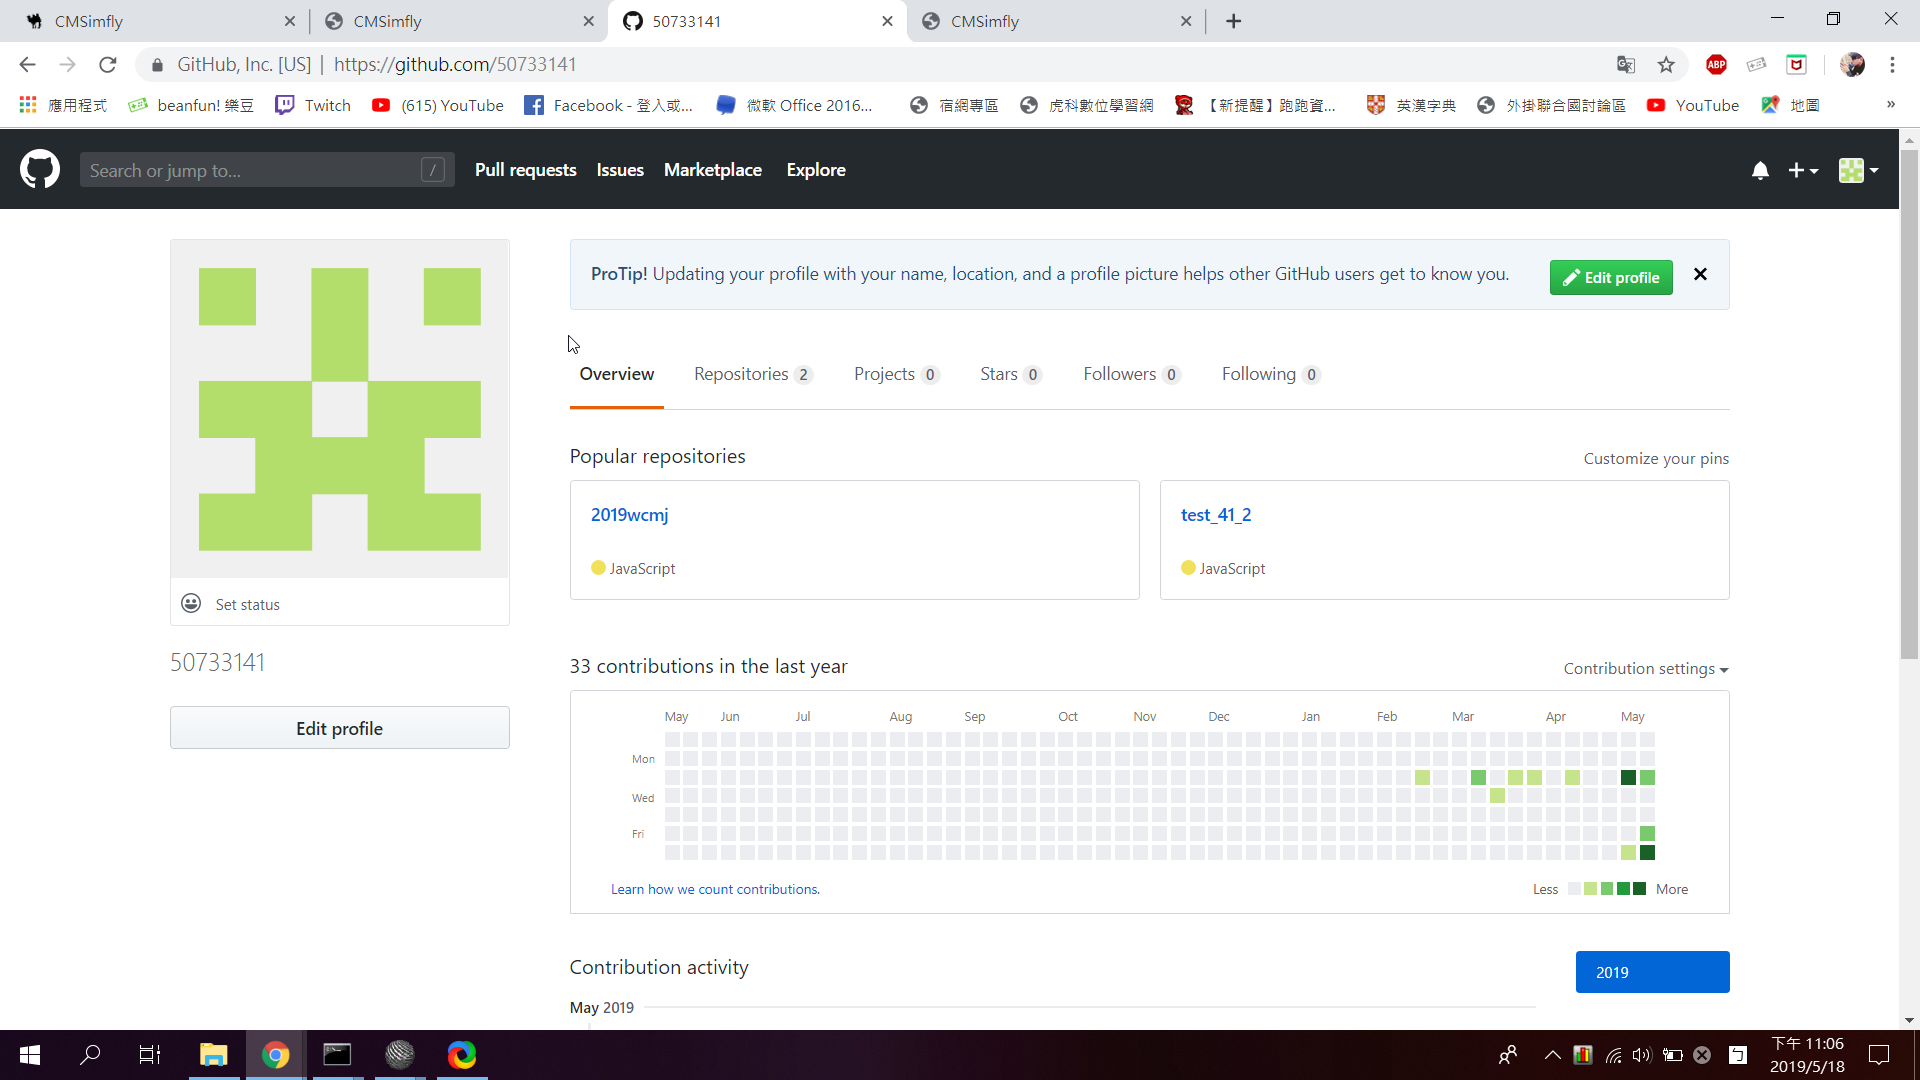 CMSimfly
CMSimfly
50733141
CMSimfly
GitHub, Inc. [US] | https://github.com/50733141
ABP
應用程式
beanfun! 樂豆
Twitch
(615) YouTube
Facebook - 登入或...
微軟 Office 2016...
宿網專區
虎科數位學習網
【新提醒】跑跑資...
英漢字典
外掛聯合國討論區
YouTube
地圖
»
Search or jump to...
/
Pull requests
Issues
Marketplace
Explore
ProTip! Updating your profile with your name, location, and a profile picture helps other GitHub users get to know you.
Edit profile
Overview
Repositories 2
Projects 0
Stars 0
Followers 0
Following 0
Popular repositories
Customize your pins
2019wcmj
JavaScript
test_41_2
JavaScript
Set status
50733141
Edit profile
33 contributions in the last year
Contribution settings
May Jun Jul Aug Sep Oct Nov Dec Jan Feb Mar Apr May
Mon
Wed
Fri
Learn how we count contributions.
Less
More
Contribution activity
2019
May 2019
下午 11:06
2019/5/18